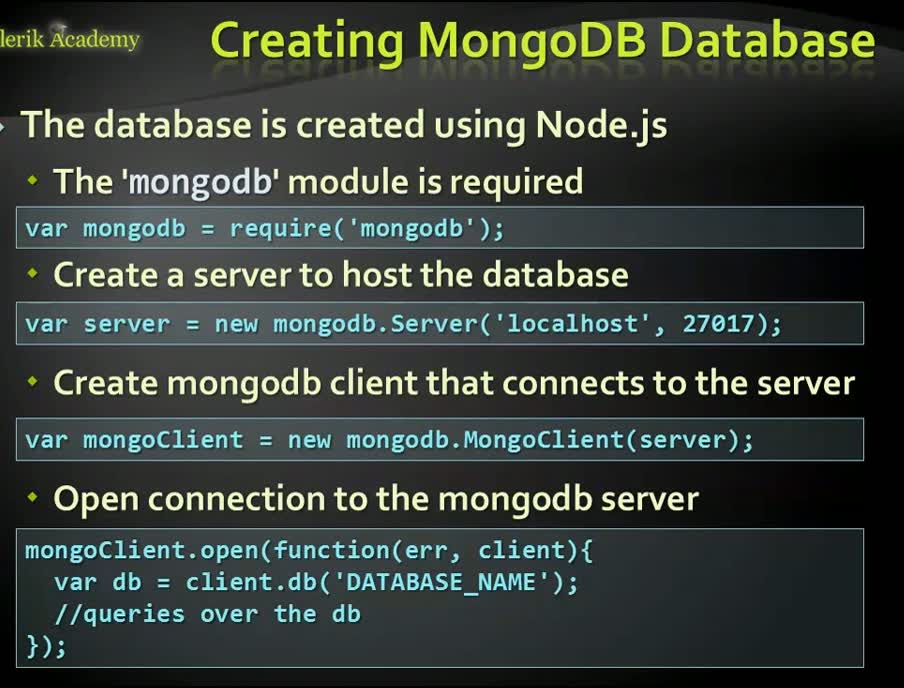 lerik Academy
Creating MongoDB Database
The database is created using Node.js
The 'mongodb' module is required
var mongodb = require('mongodb');
Create a server to host the database
var server = new mongodb.Server('localhost', 27017);
Create mongodb client that connects to the server
var mongoClient = new mongodb.MongoClient(server);
Open connection to the mongodb server
mongoClient.open(function(err, client){
  var db = client.db('DATABASE_NAME');
  //queries over the db
});